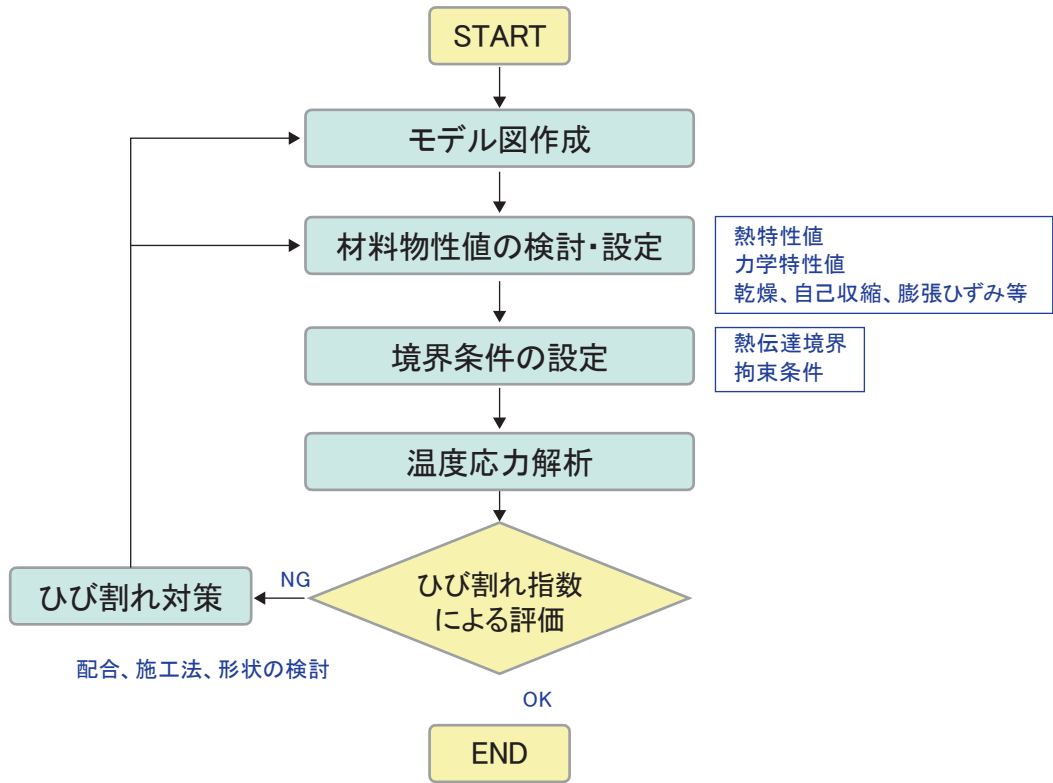 START
モデル図作成
材料物性値の検討・設定
熱特性値
力学特性値
乾燥、自己収縮、膨張ひずみ等
境界条件の設定
熱伝達境界
拘束条件
温度応力解析
ひび割れ指数
による評価
NG
ひび割れ対策
配合、施工法、形状の検討
OK
END